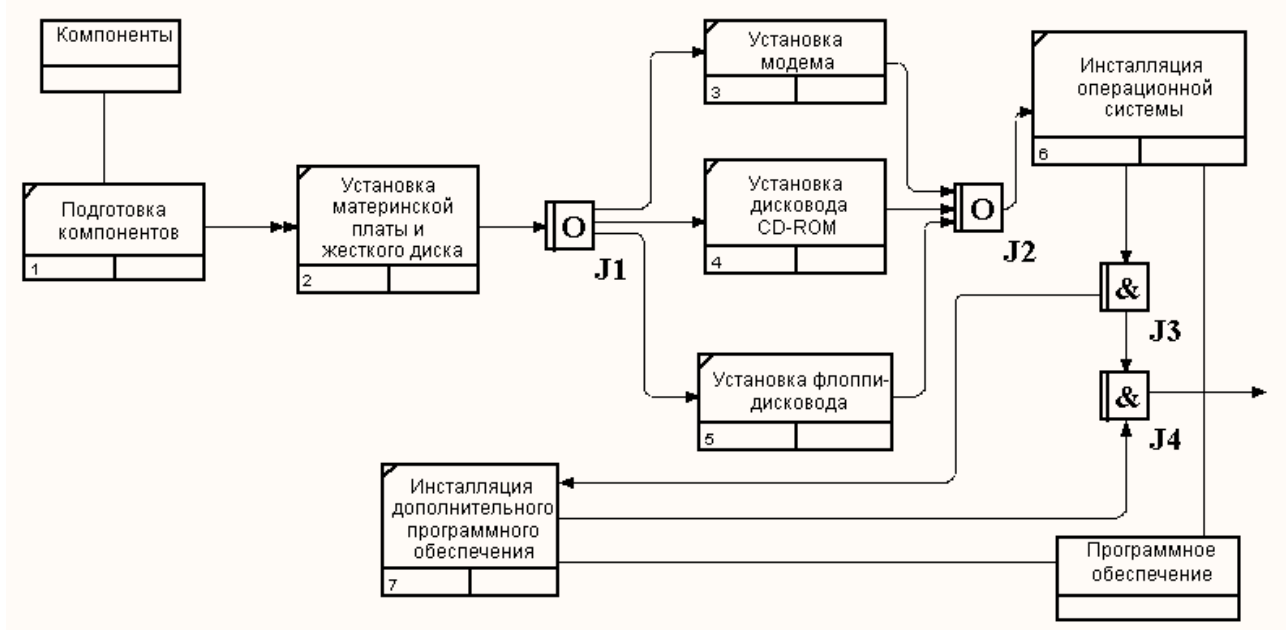 Компоненты
Подготовка
компонентов
1
Установка
материнской
платы и
жесткого диска
2
O
J1
Установка
модема
3
Установка
дисковода
CD-ROM
4
Установка флоппи-
дисковода
5
O
J2
Инсталляция
операционной
системы
6
&
J3
&
J4
Инсталляция
дополнительного
программного
обеспечения
7
Программное
обеспечение